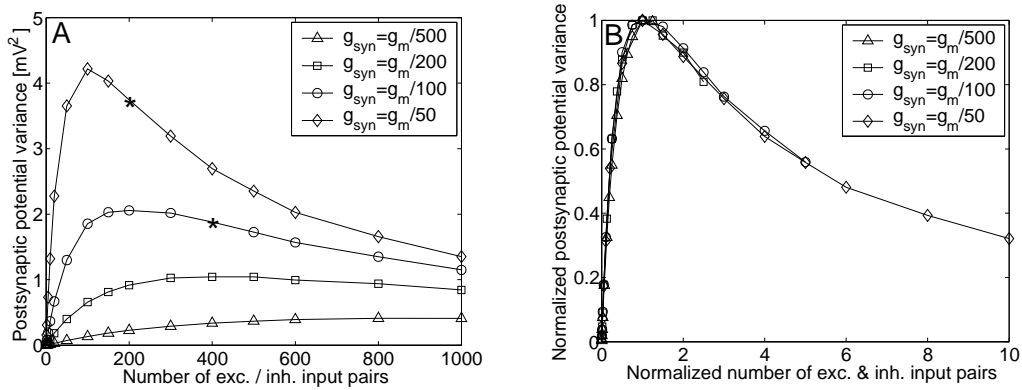 A
Postsynaptic potential variance [mV²]
5
4
3
2
1
0
0 200 400 600 800 1000
Number of exc. / inh. input pairs
g_syn=g_m/500
g_syn=g_m/200
g_syn=g_m/100
g_syn=g_m/50
*
*
B
Normalized postsynaptic potential variance
1
0.8
0.6
0.4
0.2
0
0 2 4 6 8 10
Normalized number of exc. & inh. input pairs
g_syn=g_m/500
g_syn=g_m/200
g_syn=g_m/100
g_syn=g_m/50